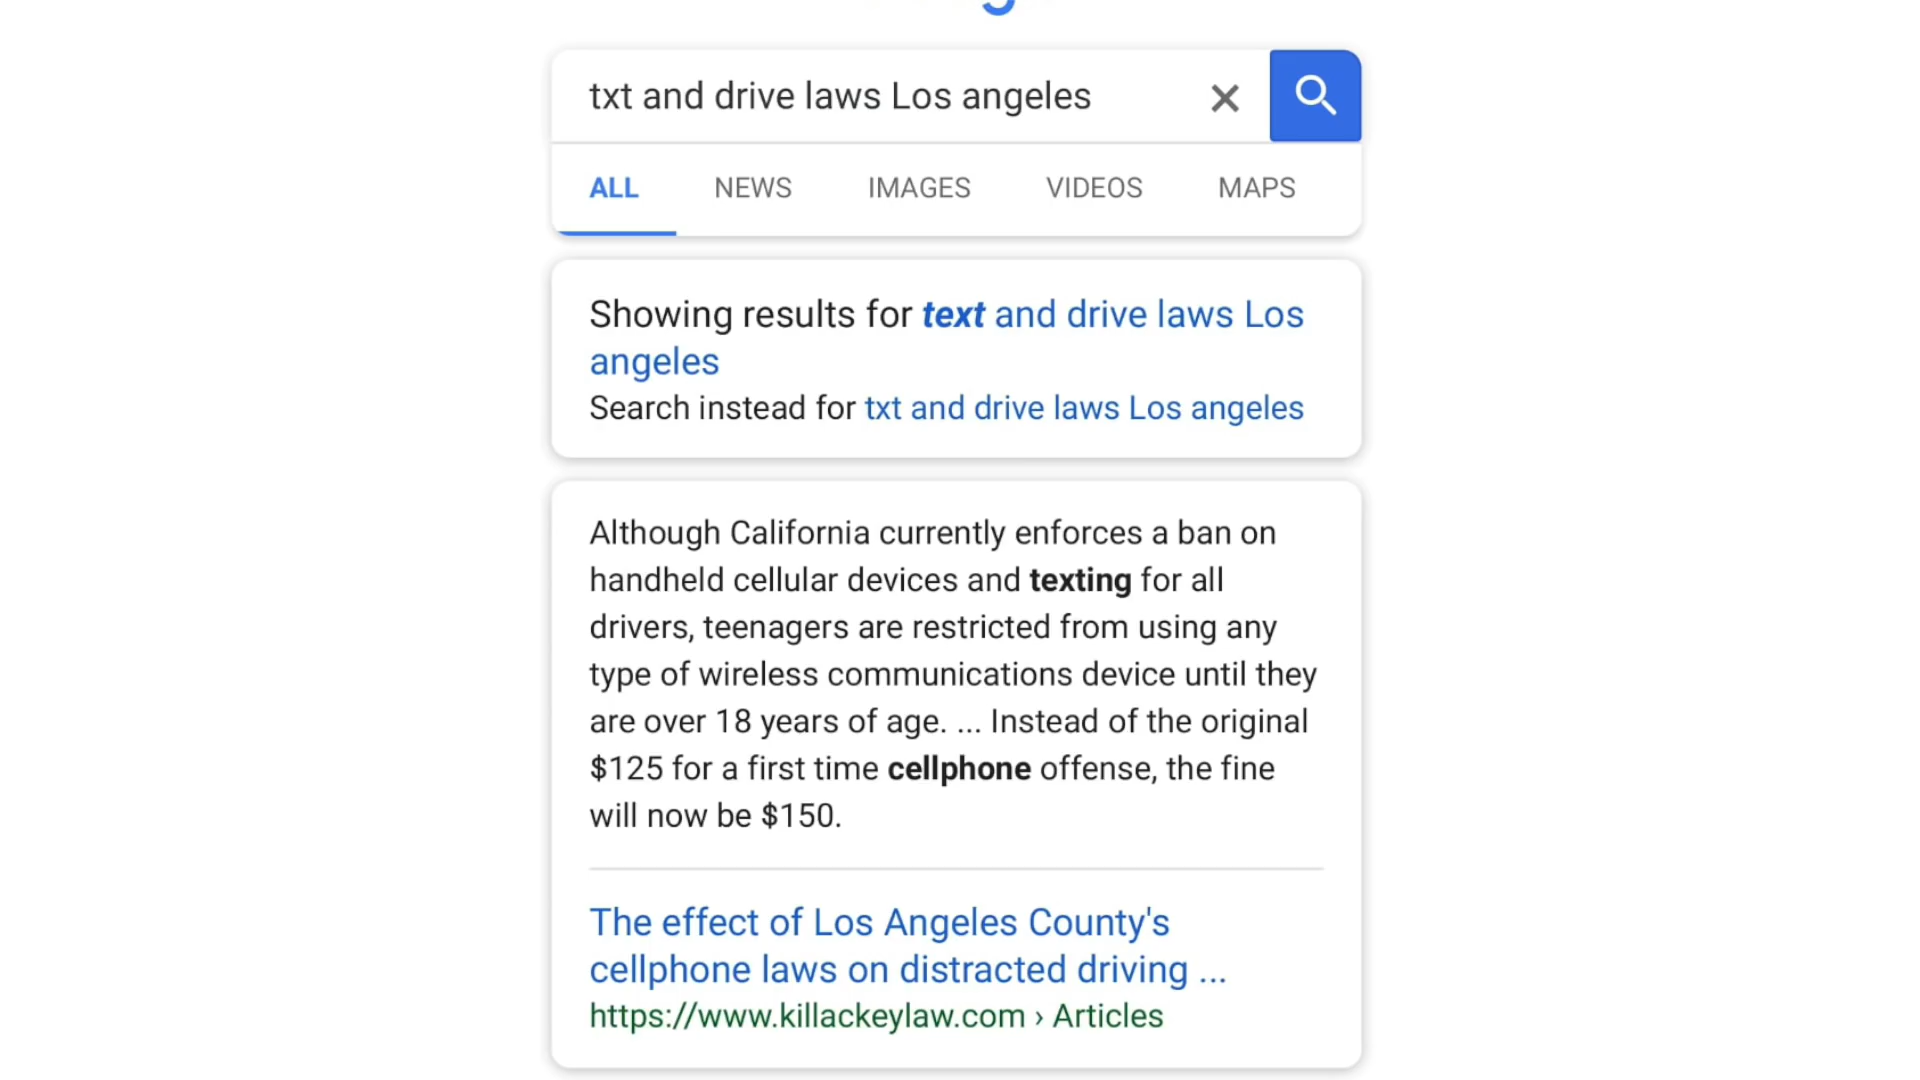 txt and drive laws Los angeles
ALL NEWS IMAGES VIDEOS MAPS
Showing results for text and drive laws Los
angeles
Search instead for txt and drive laws Los angeles
Although California currently enforces a ban on
handheld cellular devices and texting for all
drivers, teenagers are restricted from using any
type of wireless communications device until they
are over 18 years of age. ... Instead of the original
$125 for a first time cellphone offense, the fine
will now be $150.
The effect of Los Angeles County's
cellphone laws on distracted driving ...
https://www.killackeylaw.com › Articles